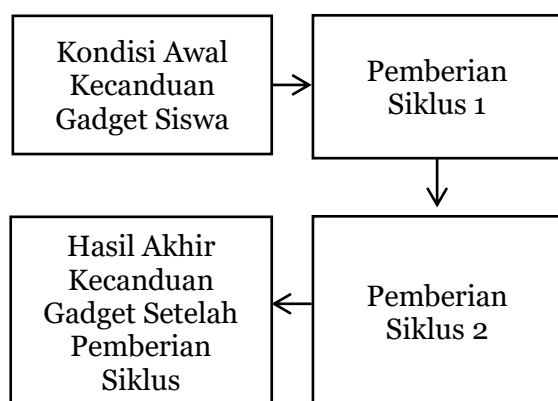 Kondisi Awal
Kecanduan
Gadget Siswa
Pemberian
Siklus 1
Pemberian
Siklus 2
Hasil Akhir
Kecanduan
Gadget Setelah
Pemberian
Siklus